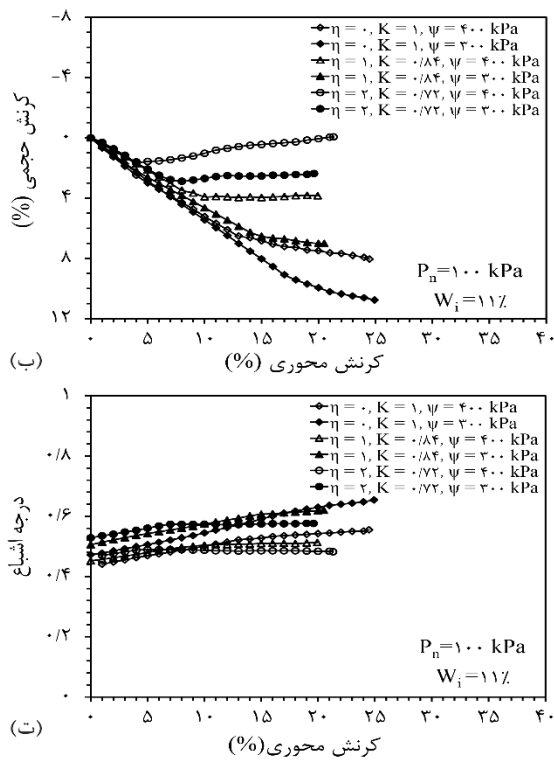 -۸
-۴
۰
۴
۸
۱۲
کرنش حجمی (%)
η = ۰, K = ۱, ψ = ۴۰۰ kPa
η = ۰, K = ۱, ψ = ۳۰۰ kPa
η = ۱, K = ۰/۸۴, ψ = ۴۰۰ kPa
η = ۱, K = ۰/۸۴, ψ = ۳۰۰ kPa
η = ۲, K = ۰/۷۲, ψ = ۴۰۰ kPa
η = ۲, K = ۰/۷۲, ψ = ۳۰۰ kPa
Pₙ=۱۰۰ kPa
Wᵢ=۱۱٪
۰ ۵ ۱۰ ۱۵ ۲۰ ۲۵ ۳۰ ۳۵ ۴۰
کرنش محوری (%)
(ب)
۱
۰/۸
۰/۶
۰/۴
۰/۲
۰
درجه اشباع
η = ۰, K = ۱, ψ = ۴۰۰ kPa
η = ۰, K = ۱, ψ = ۳۰۰ kPa
η = ۱, K = ۰/۸۴, ψ = ۴۰۰ kPa
η = ۱, K = ۰/۸۴, ψ = ۳۰۰ kPa
η = ۲, K = ۰/۷۲, ψ = ۴۰۰ kPa
η = ۲, K = ۰/۷۲, ψ = ۳۰۰ kPa
Pₙ=۱۰۰ kPa
Wᵢ=۱۱٪
۰ ۵ ۱۰ ۱۵ ۲۰ ۲۵ ۳۰ ۳۵ ۴۰
کرنش محوری(%)
(ت)